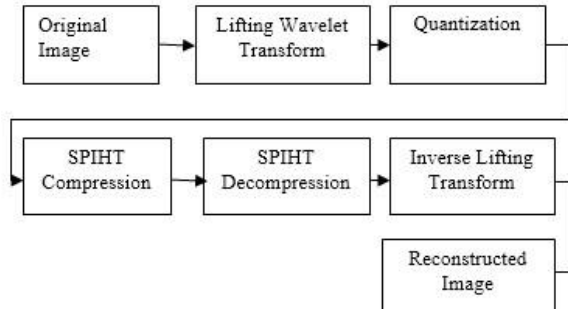 Original
Image
Lifting Wavelet
Transform
Quantization
SPIHT
Compression
SPIHT
Decompression
Inverse Lifting
Transform
Reconstructed
Image